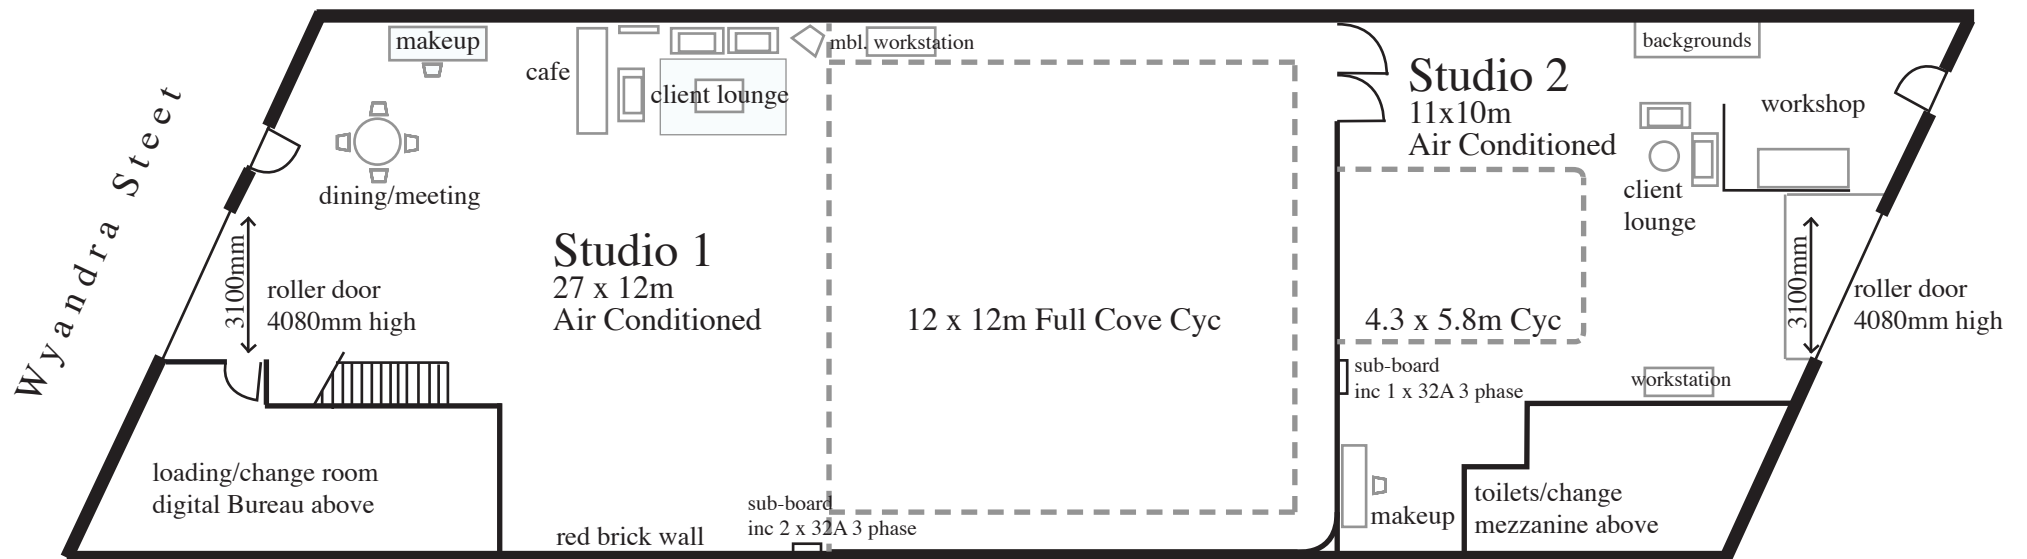 Wyandra Steet
makeup
cafe
client lounge
mbl. workstation
dining/meeting
3100mm
roller door
4080mm high
Studio 1
27 x 12m
Air Conditioned
12 x 12m Full Cove Cyc
loading/change room
digital Bureau above
red brick wall
sub-board
inc 2 x 32A 3 phase
Studio 2
11x10m
Air Conditioned
backgrounds
workshop
client
lounge
4.3 x 5.8m Cyc
3100mm
roller door
4080mm high
sub-board
inc 1 x 32A 3 phase
workstation
makeup
toilets/change
mezzanine above